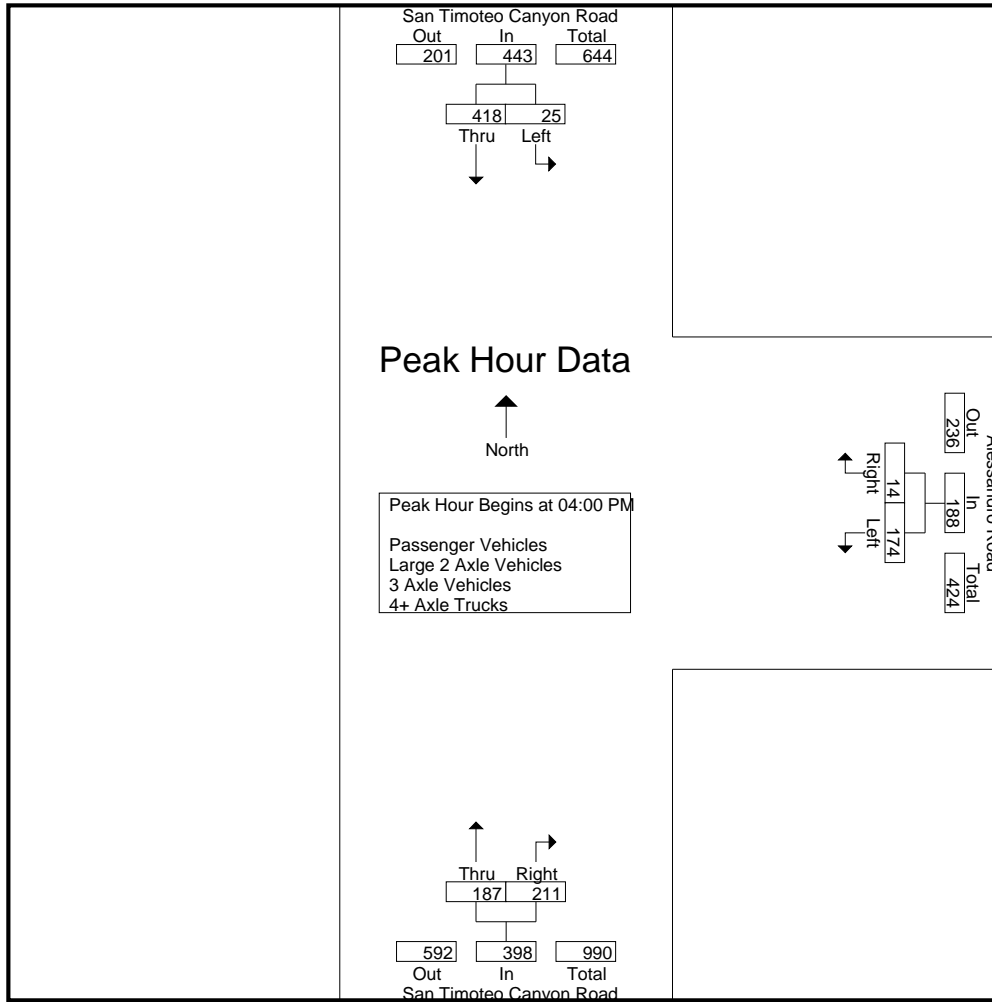 San Timoteo Canyon Road
Out In Total
201 443 644
418 25
Thru Left
Peak Hour Data
North
Peak Hour Begins at 04:00 PM
Passenger Vehicles
Large 2 Axle Vehicles
3 Axle Vehicles
4+ Axle Trucks
Alessandro Road
Out In Total
236 188 424
14 174
Right Left
Thru Right
187 211
592 398 990
Out In Total
San Timoteo Canyon Road